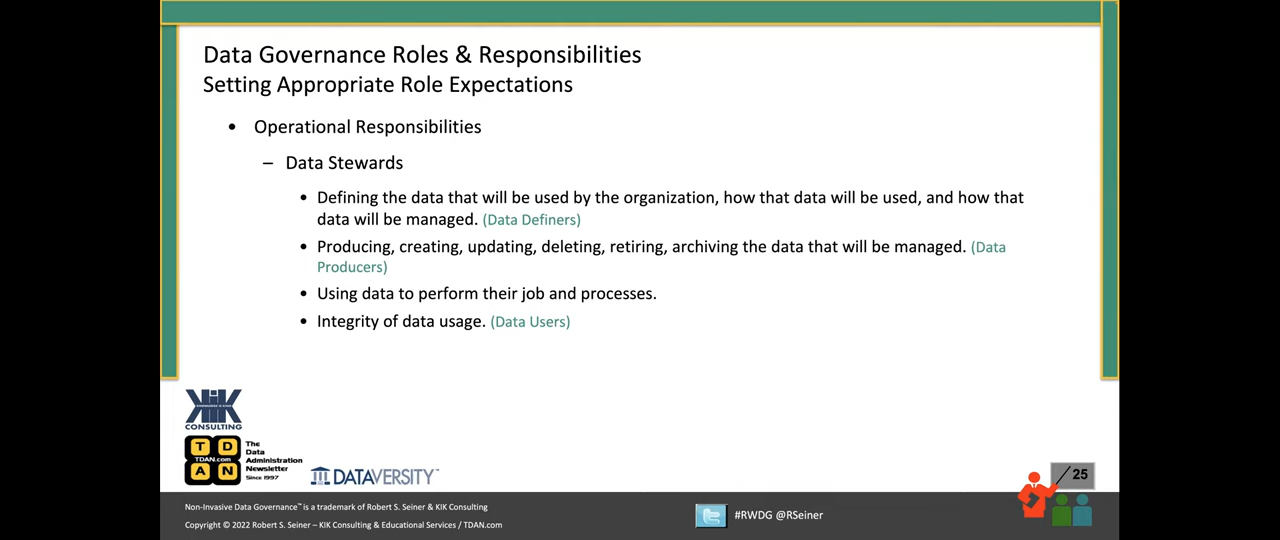 Data Governance Roles & Responsibilities
Setting Appropriate Role Expectations
• Operational Responsibilities
– Data Stewards
• Defining the data that will be used by the organization, how that data will be used, and how that
data will be managed. (Data Definers)
• Producing, creating, updating, deleting, retiring, archiving the data that will be managed. (Data
Producers)
• Using data to perform their job and processes.
• Integrity of data usage. (Data Users)
KIK
CONSULTING
T D
TDAN.com
A N
The
Data
Administration
Newsletter
Since 1997
DATAVERSITY™
25
Non-Invasive Data Governance™ is a trademark of Robert S. Seiner & KIK Consulting
Copyright © 2022 Robert S. Seiner – KIK Consulting & Educational Services / TDAN.com
#RWDG @RSeiner